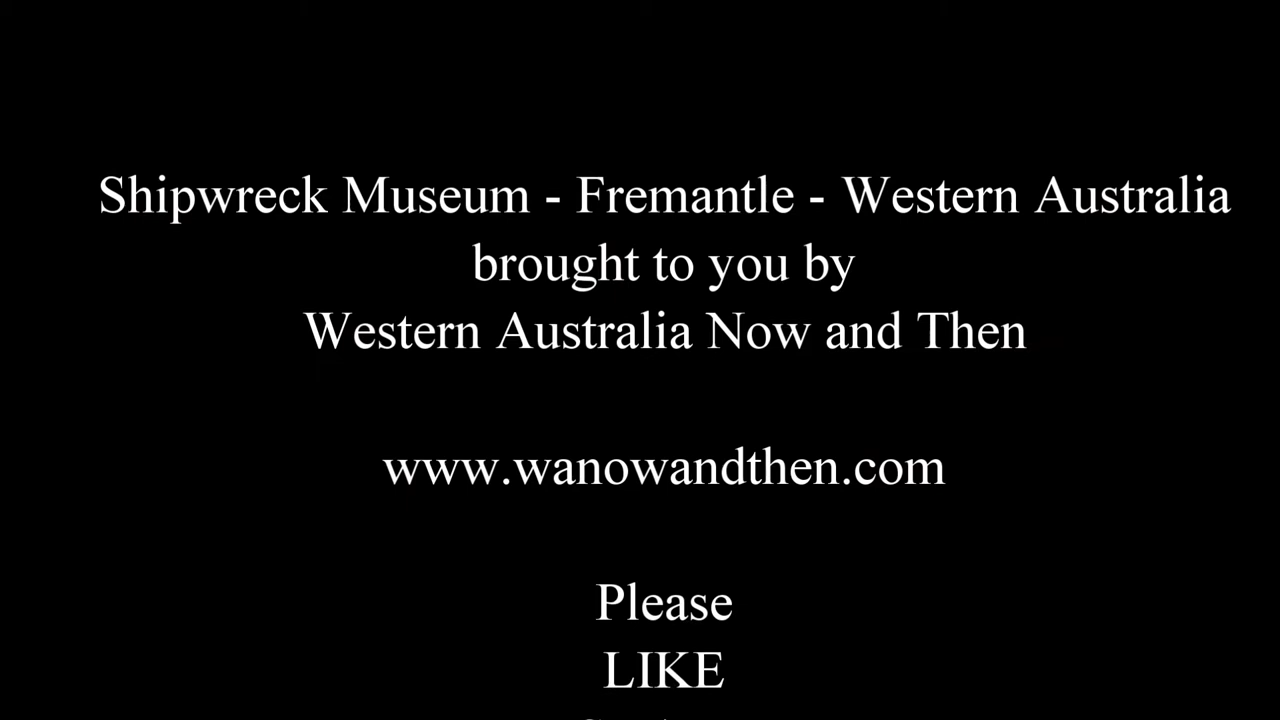 Shipwreck Museum - Fremantle - Western Australia
brought to you by
Western Australia Now and Then
www.wanowandthen.com
Please
LIKE